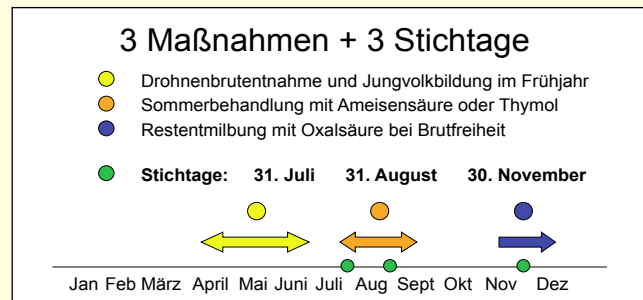 3 Maßnahmen + 3 Stichtage
Drohnenbrutentnahme und Jungvolkbildung im Frühjahr
Sommerbehandlung mit Ameisensäure oder Thymol
Restentmilbung mit Oxalsäure bei Brutfreiheit
Stichtage: 31. Juli 31. August 30. November
Jan Feb März April Mai Juni Juli Aug Sept Okt Nov Dez